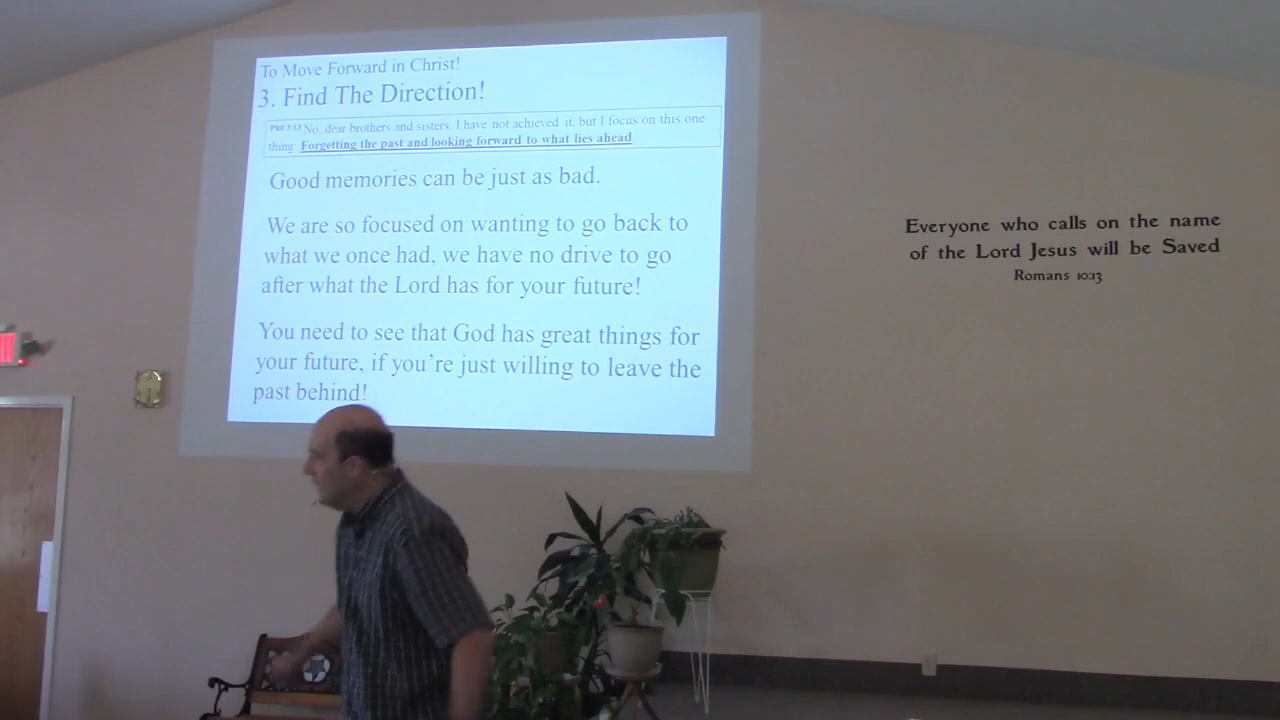 To Move Forward in Christ!
3. Find The Direction!
Phil 3:13 No, dear brothers and sisters, I have not achieved it, but I focus on this one
thing: Forgetting the past and looking forward to what lies ahead.
Good memories can be just as bad.
We are so focused on wanting to go back to
what we once had, we have no drive to go
after what the Lord has for your future!
You need to see that God has great things for
your future, if you're just willing to leave the
past behind!
Everyone who calls on the name
of the Lord Jesus will be Saved
Romans 10:13